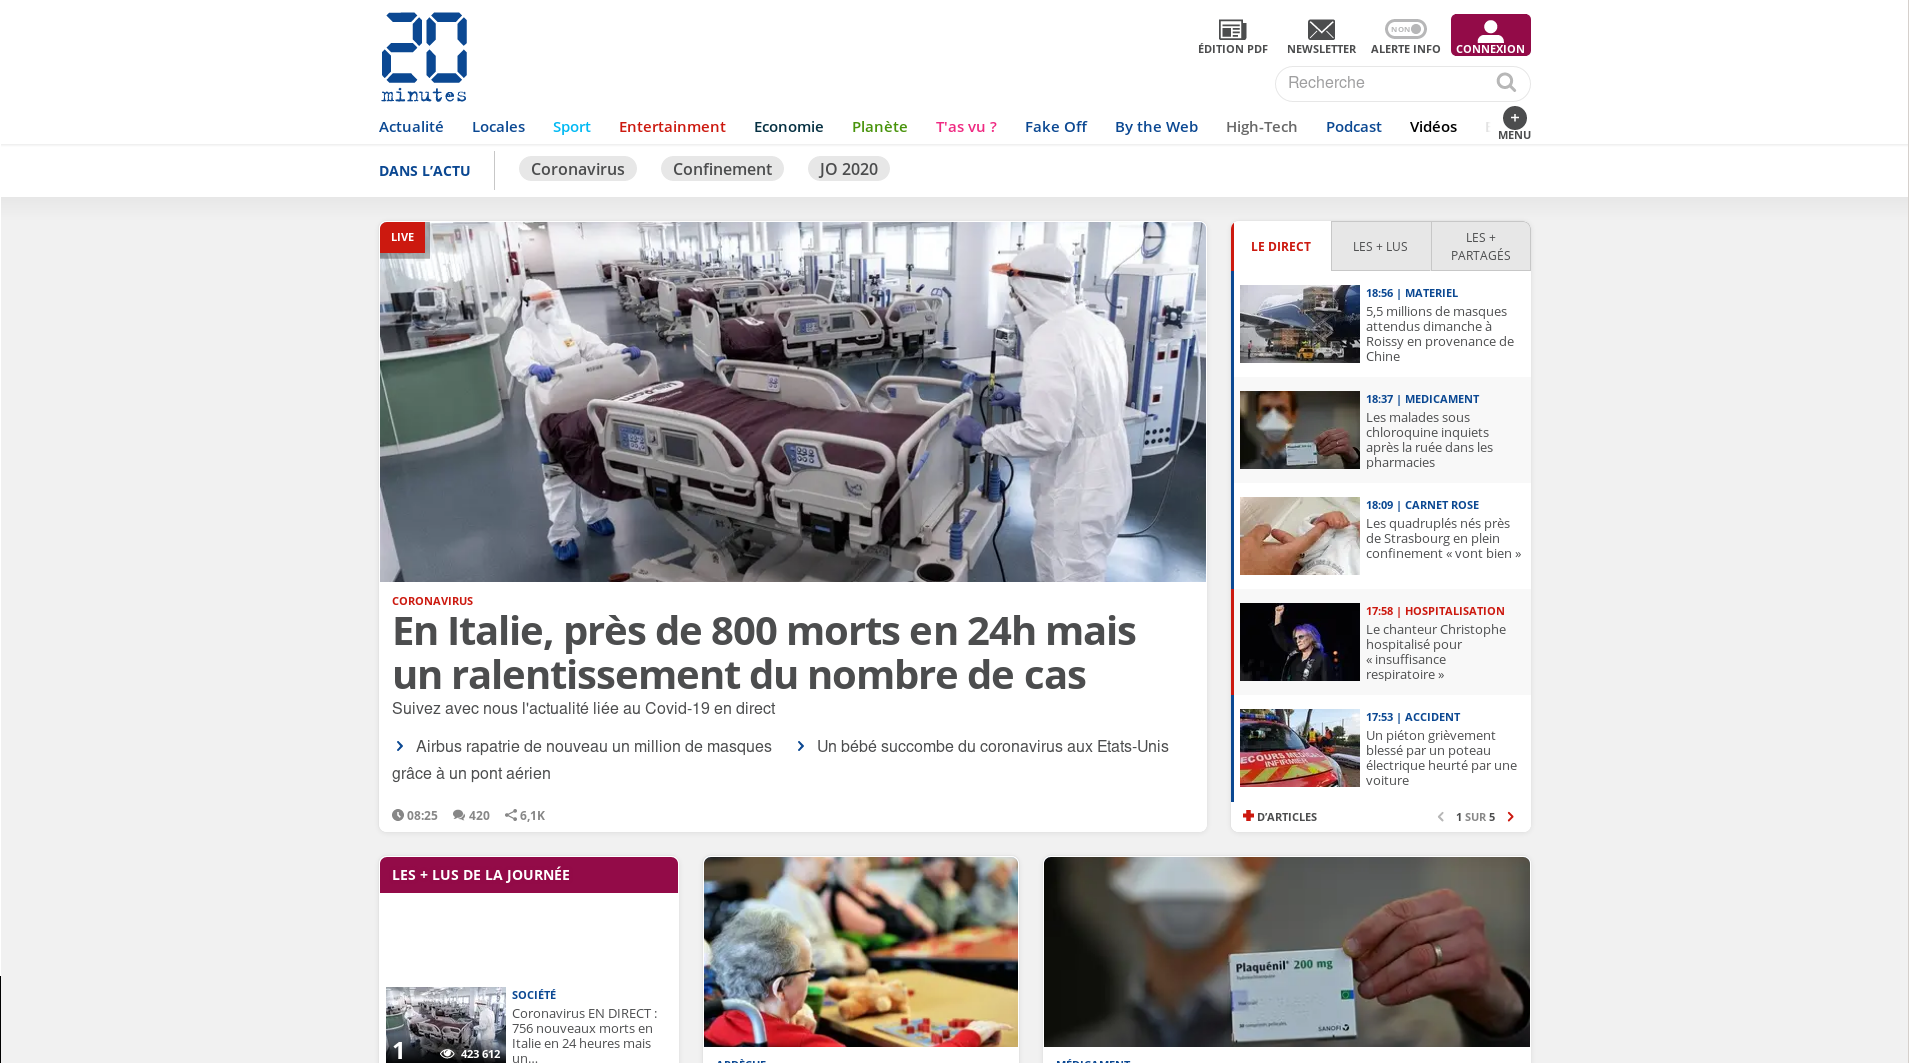 20
minutes
ÉDITION PDF
NEWSLETTER
NON
ALERTE INFO
CONNEXION
Recherche
Actualité Locales Sport Entertainment Economie Planète T'as vu ? Fake Off By the Web High-Tech Podcast Vidéos
+
MENU
DANS L'ACTU Coronavirus Confinement JO 2020
LIVE
CORONAVIRUS
En Italie, près de 800 morts en 24h mais
un ralentissement du nombre de cas
Suivez avec nous l'actualité liée au Covid-19 en direct
Airbus rapatrie de nouveau un million de masques
grâce à un pont aérien
Un bébé succombe du coronavirus aux Etats-Unis
08:25 420 6,1K
LE DIRECT
LES + LUS
LES +
PARTAGÉS
18:56 | MATERIEL
5,5 millions de masques
attendus dimanche à
Roissy en provenance de
Chine
18:37 | MEDICAMENT
Les malades sous
chloroquine inquiets
après la ruée dans les
pharmacies
18:09 | CARNET ROSE
Les quadruplés nés près
de Strasbourg en plein
confinement « vont bien »
17:58 | HOSPITALISATION
Le chanteur Christophe
hospitalisé pour
« insuffisance
respiratoire »
17:53 | ACCIDENT
Un piéton grièvement
blessé par un poteau
électrique heurté par une
voiture
D'ARTICLES
1 SUR 5
LES + LUS DE LA JOURNÉE
1
423 612
SOCIÉTÉ
Coronavirus EN DIRECT :
756 nouveaux morts en
Italie en 24 heures mais
un...
Plaquénil® 200 mg
SANOFI